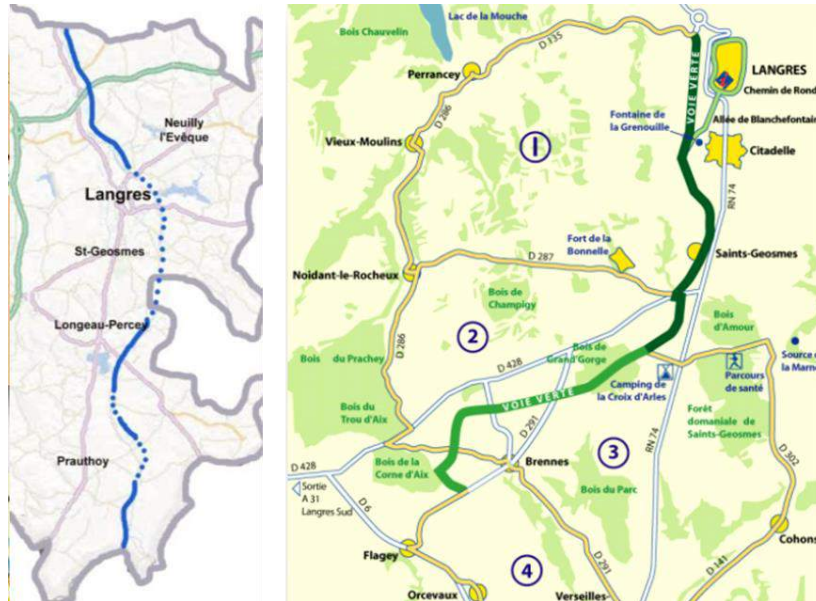 Neuilly
l'Evêque
Langres
St-Geosmes
Longeau-Percey
Prauthoy
Lac de la Mouche
Bois Chauvelin
D 135
Perrancey
D 286
LANGRES
Chemin de Rond
VOIE VERTE
Fontaine de
la Grenouille
Allée de Blanchefontaine
Vieux-Moulins
1
Citadelle
RN 74
Fort de la
Bonnelle
Saints-Geosmes
D 287
Noidant-le-Rocheux
Bois de
Champigy
Bois
d'Amour
D 286
2
Bois du Prachey
Bois de
Grand'Gorge
Source d
la Marne
D 428
Camping de
la Croix d'Arles
Parcours
de santé
VOIE VERTE
Bois du
Trou d'Aix
D 291
Forêt
domaniale de
Saints-Geosmes
RN 74
3
D 302
D 428
Bois de la
Corne d'Aix
Brennes
Sortie
A 31
Langres Sud
D 6
Bois du Parc
Cohons
Flagey
4
D 291
D 141
Orcevaux
Verseilles